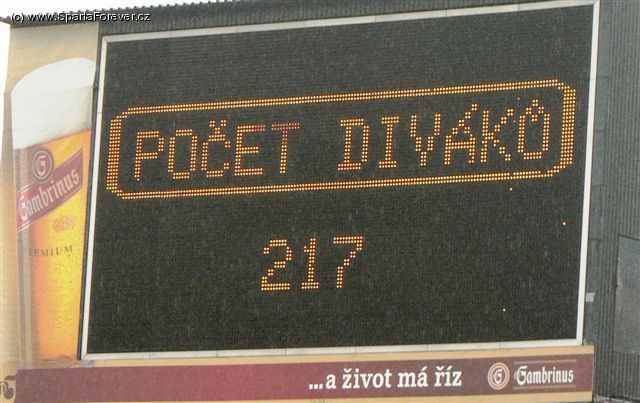 (c) www.SpartaForever.cz
POČET DIVÁKŮ
217
G
Gambrinus
PREMIUM
...a život má říz
G Gambrinus